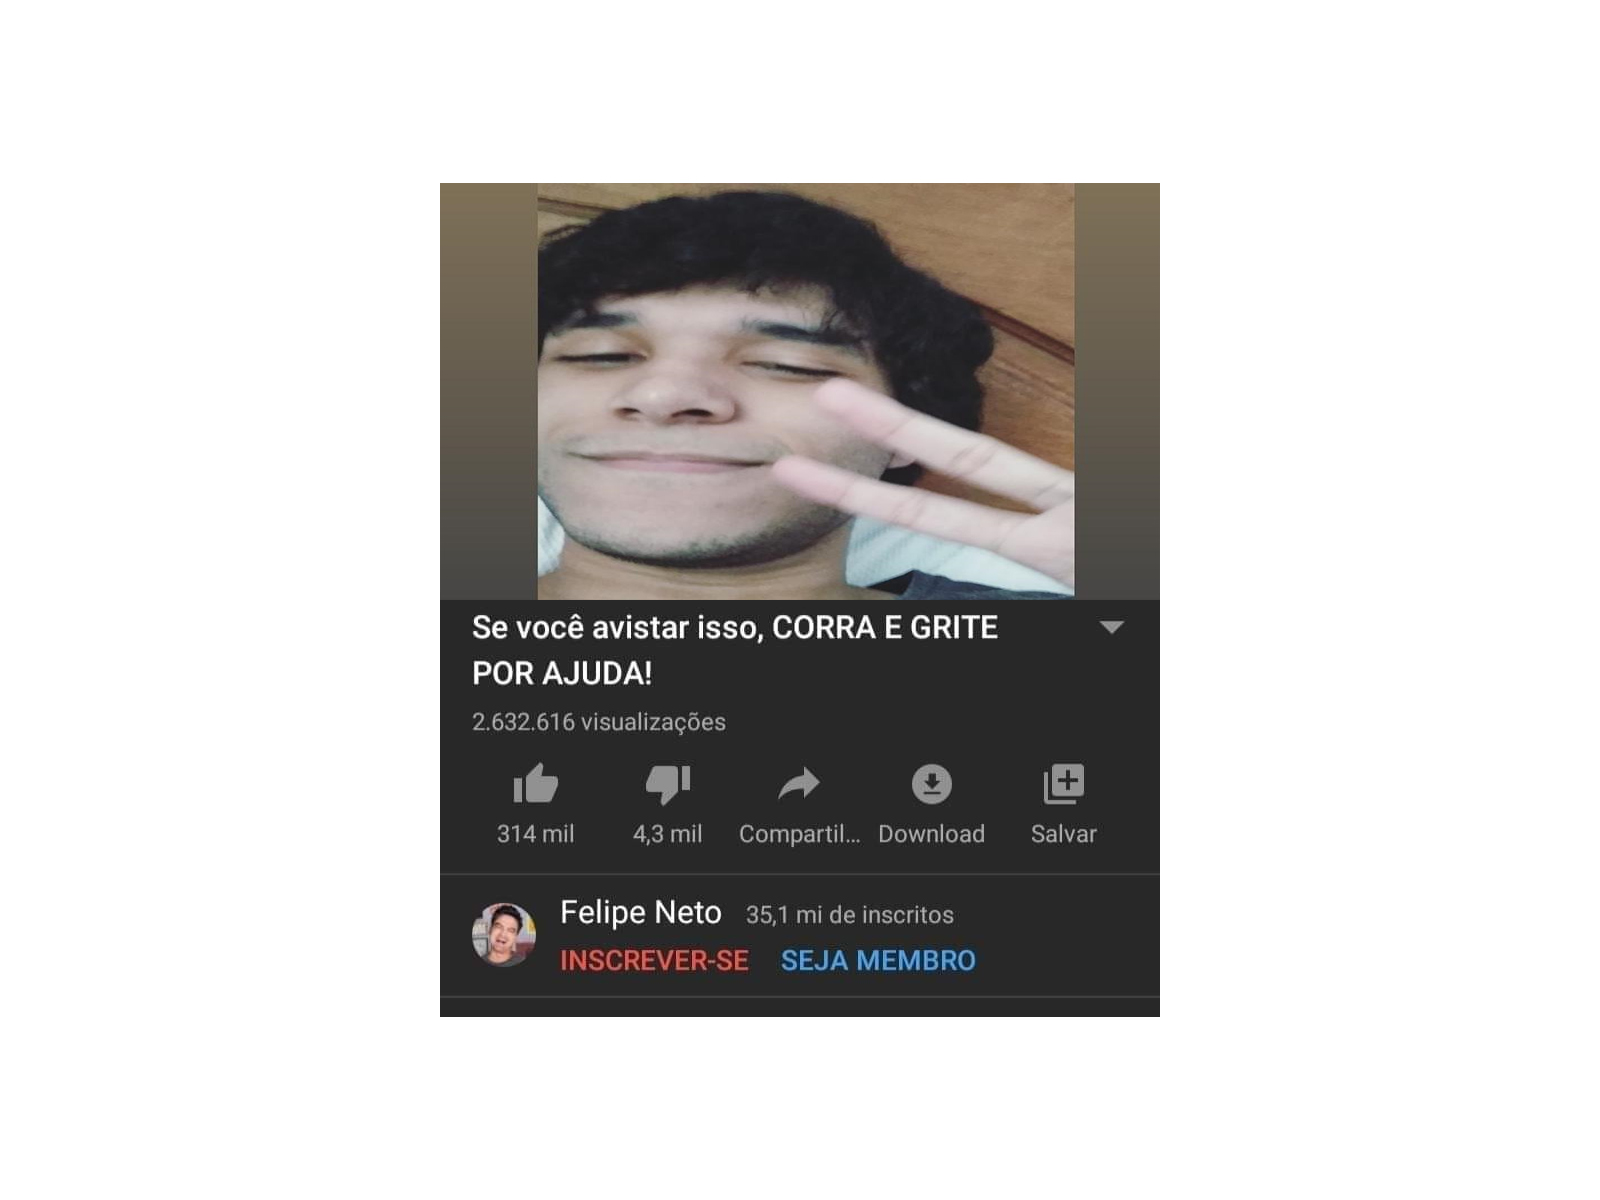 Se você avistar isso, CORRA E GRITE
POR AJUDA!
2.632.616 visualizações
314 mil
4,3 mil
Compartil...
Download
Salvar
Felipe Neto 35,1 mi de inscritos
INSCREVER-SE SEJA MEMBRO